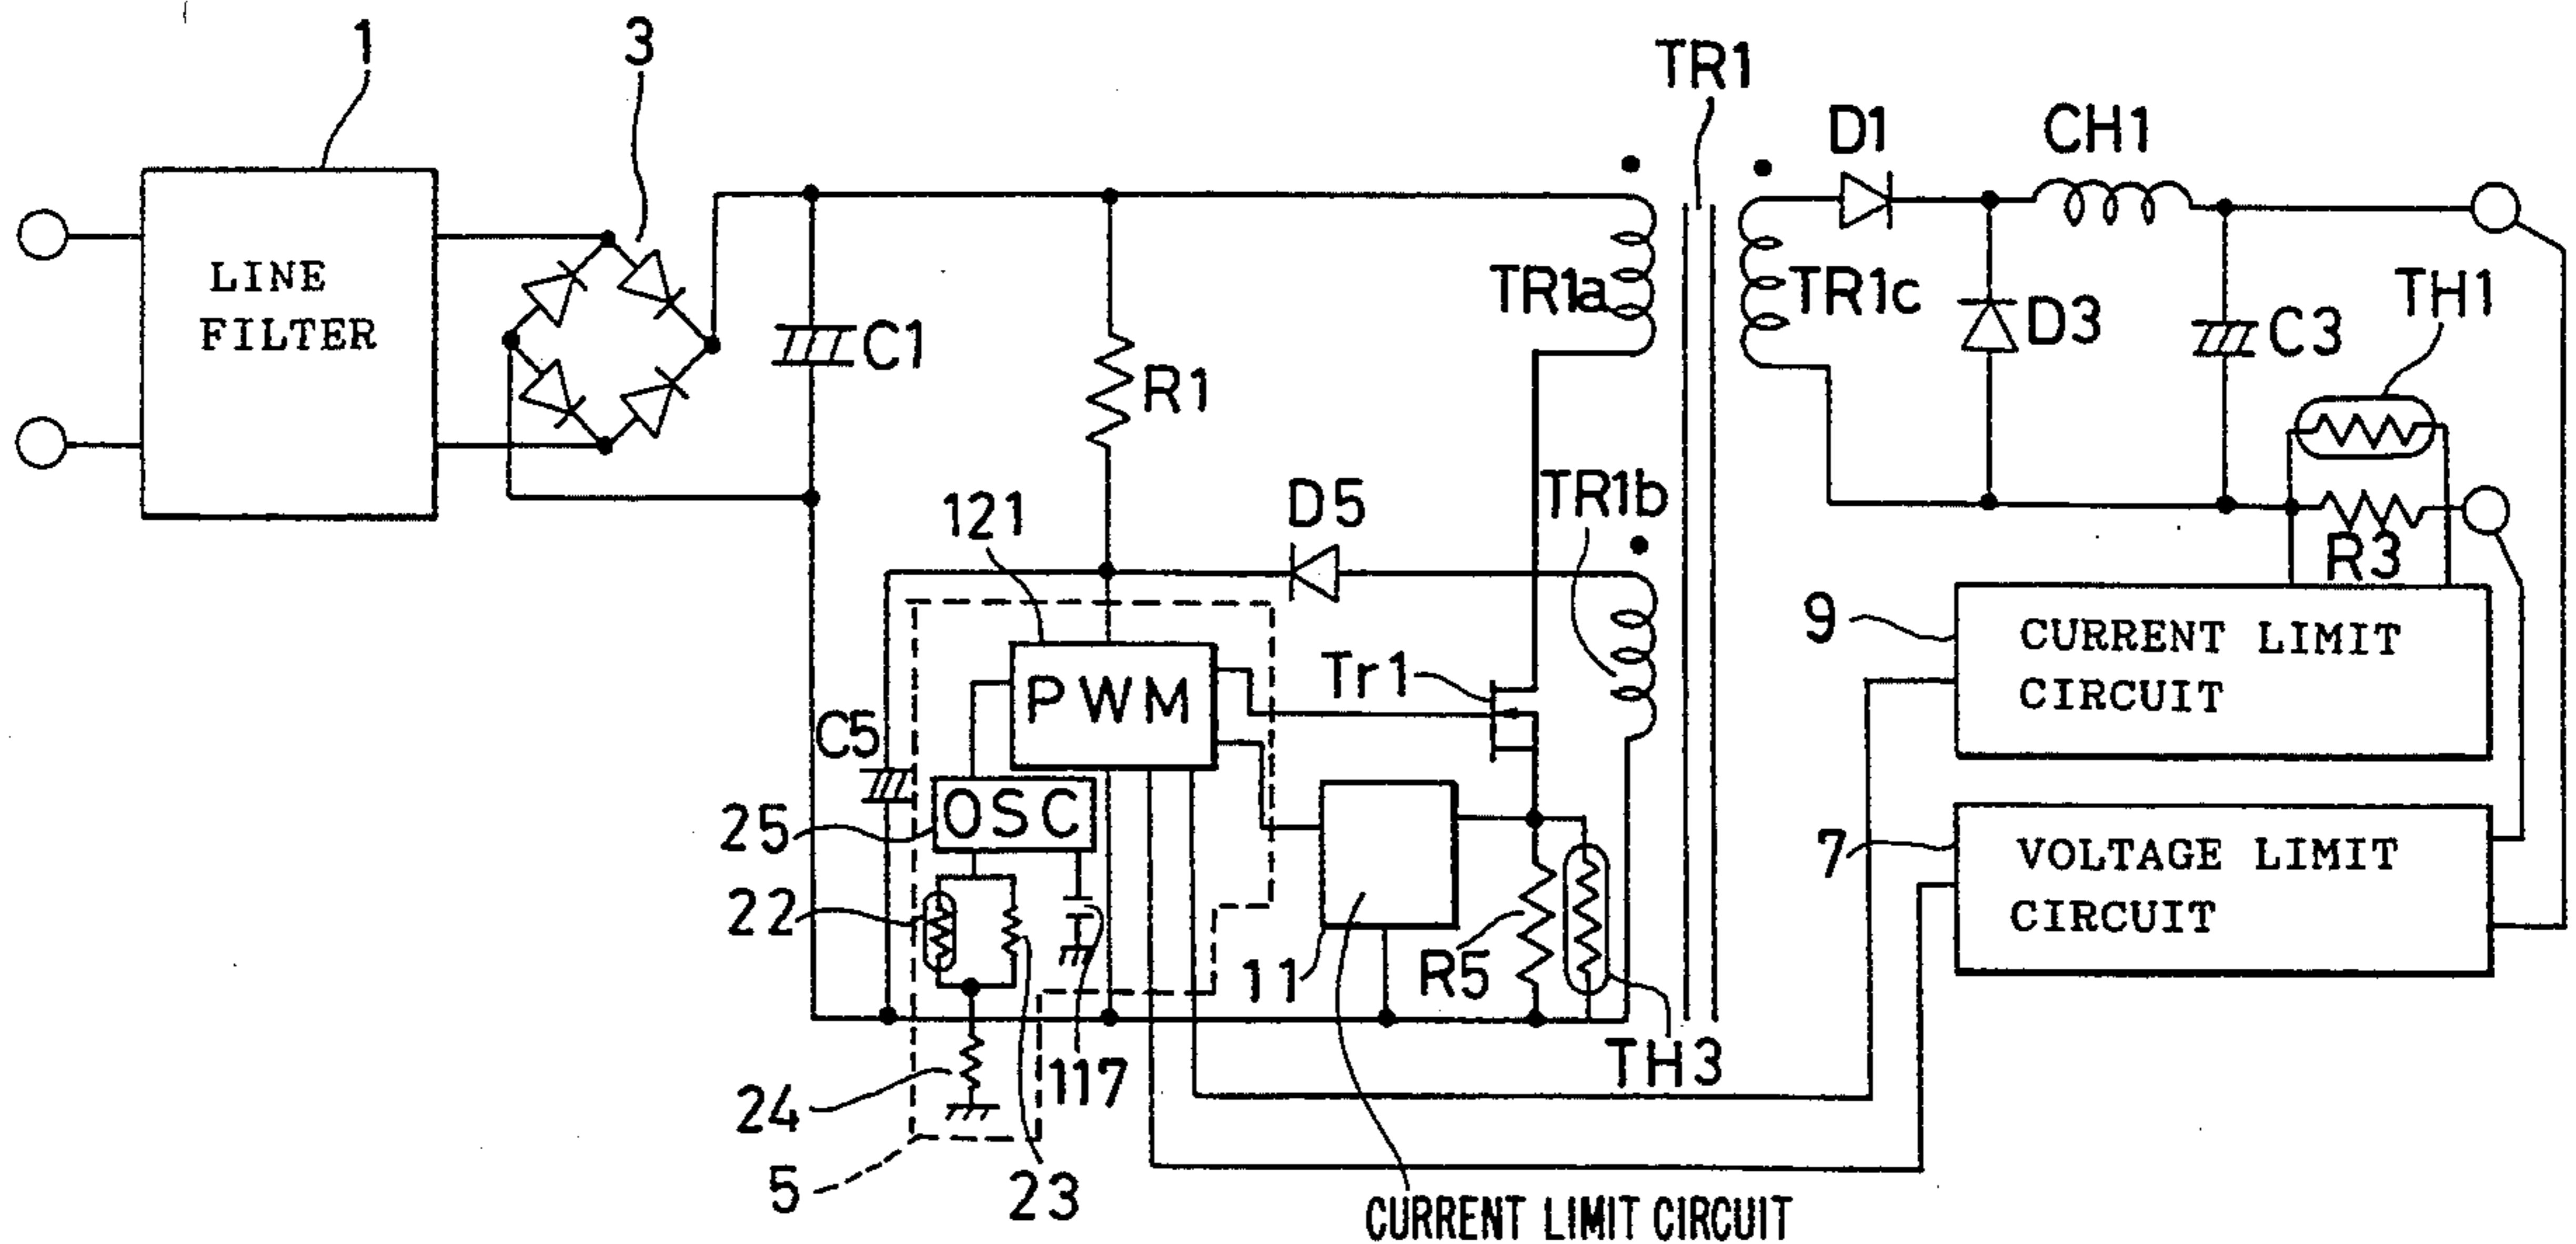 1
3
TR1
D1
CH1
LINE
FILTER
C1
R1
TR1a
TR1c
D3
C3
TH1
121
D5
TR1b
R3
9
CURRENT LIMIT
CIRCUIT
Tr1
PWM
C5
OSC
25
7
VOLTAGE LIMIT
CIRCUIT
22
11
R5
TH3
24
117
5
23
CURRENT LIMIT CIRCUIT